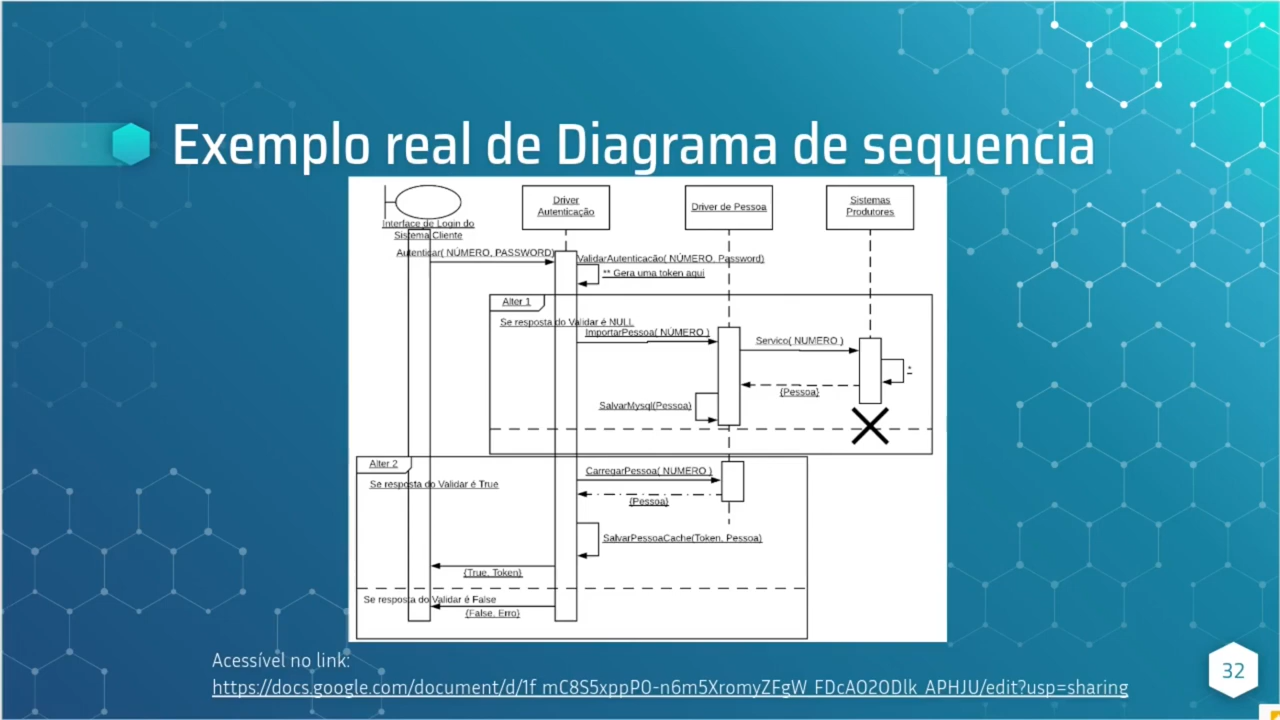 Exemplo real de Diagrama de sequencia
Interface de Login do
Sistema Cliente
Driver
Autenticação
Driver de Pessoa
Sistemas
Produtores
Autenticar( NÚMERO, PASSWORD)
ValidarAutenticacão( NÚMERO, Password)
** Gera uma token aqui
Alter 1
Se resposta do Validar é NULL
ImportarPessoa( NÚMERO )
Servico( NUMERO )
*
{Pessoa}
SalvarMysql(Pessoa)
Alter 2
Se resposta do Validar é True
CarregarPessoa( NUMERO )
{Pessoa}
SalvarPessoaCache(Token, Pessoa)
{True, Token}
Se resposta do Validar é False
{False, Erro}
Acessível no link:
https://docs.google.com/document/d/1f_mC8S5xppP0-n6m5XromyZFgW_FDcAO2ODlk_APHJU/edit?usp=sharing
32